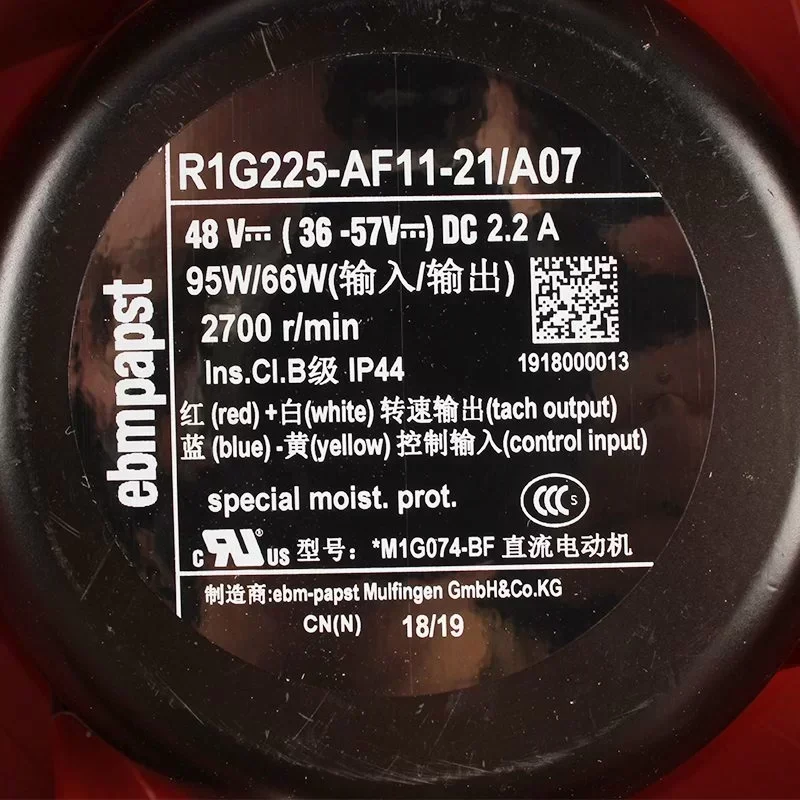 R1G225-AF11-21/A07
48 V⎓ ( 36 -57V⎓) DC 2.2 A
95W/66W(输入/输出)
2700 r/min
1918000013
Ins.Cl.B级 IP44
红 (red) +白(white) 转速输出(tach output)
蓝 (blue) -黄(yellow) 控制输入(control input)
special moist. prot.
CCC S
c RU ® US 型号: *M1G074-BF 直流电动机
制造商:ebm-papst Mulfingen GmbH&Co.KG
CN(N) 18/19
ebmpapst